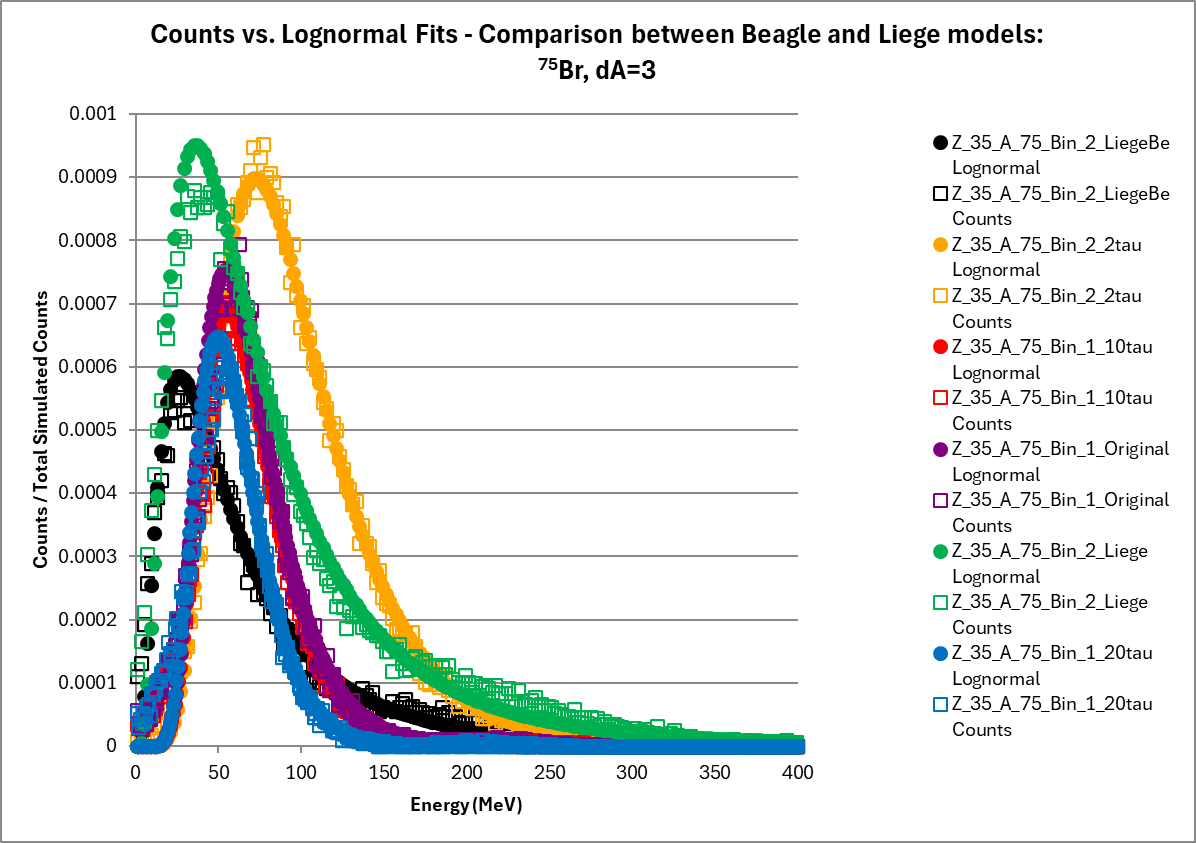 Counts vs. Lognormal Fits - Comparison between Beagle and Liege models:
⁷⁵Br, dA=3
Counts / Total Simulated Counts
0.001
0.0009
0.0008
0.0007
0.0006
0.0005
0.0004
0.0003
0.0002
0.0001
0
0 50 100 150 200 250 300 350 400
Energy (MeV)
Z_35_A_75_Bin_2_LiegeBe
Lognormal
Z_35_A_75_Bin_2_LiegeBe
Counts
Z_35_A_75_Bin_2_2tau
Lognormal
Z_35_A_75_Bin_2_2tau
Counts
Z_35_A_75_Bin_1_10tau
Lognormal
Z_35_A_75_Bin_1_10tau
Counts
Z_35_A_75_Bin_1_Original
Lognormal
Z_35_A_75_Bin_1_Original
Counts
Z_35_A_75_Bin_2_Liege
Lognormal
Z_35_A_75_Bin_2_Liege
Counts
Z_35_A_75_Bin_1_20tau
Lognormal
Z_35_A_75_Bin_1_20tau
Counts